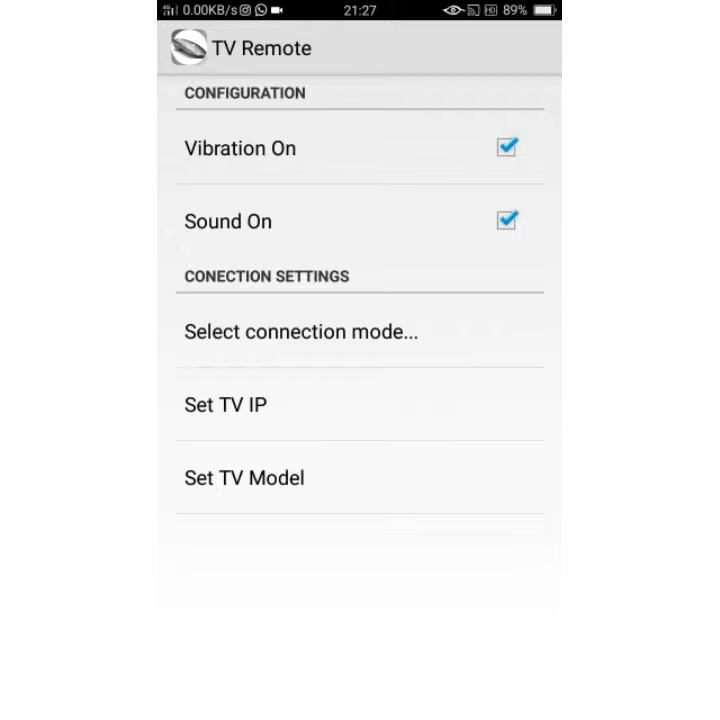 0.00KB/s 21:27 HD 89%
TV Remote
CONFIGURATION
Vibration On
Sound On
CONECTION SETTINGS
Select connection mode...
Set TV IP
Set TV Model